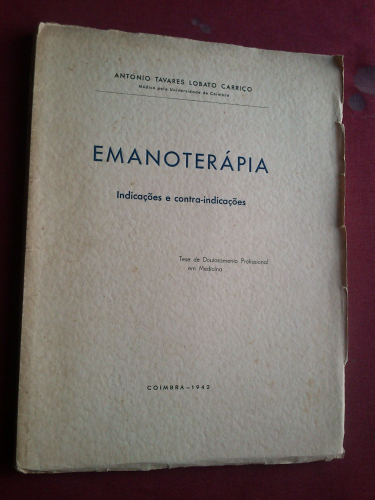 ANTONIO TAVARES LOBATO CARRIÇO
Médico pela Universidade de Coimbra
EMANOTERÁPIA
Indicações e contra-indicações
Tese de Doutoramento Profissional
em Medicina
COIMBRA—1942